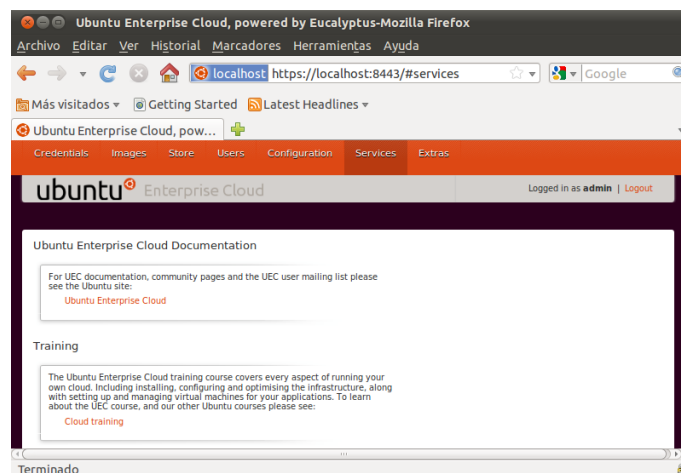 Ubuntu Enterprise Cloud, powered by Eucalyptus-Mozilla Firefox
Archivo Editar Ver Historial Marcadores Herramientas Ayuda
localhost https://localhost:8443/#services Google
Más visitados Getting Started Latest Headlines
Ubuntu Enterprise Cloud, pow...
Credentials Images Store Users Configuration Services Extras
ubuntu Enterprise Cloud Logged in as admin | Logout
Ubuntu Enterprise Cloud Documentation
For UEC documentation, community pages and the UEC user mailing list please
see the Ubuntu site:
Ubuntu Enterprise Cloud
Training
The Ubuntu Enterprise Cloud training course covers every aspect of running your
own cloud. Including installing, configuring and optimising the infrastructure, along
with setting up and managing virtual machines for your applications. To learn
about the UEC course, and our other Ubuntu courses please see:
Cloud training
Terminado